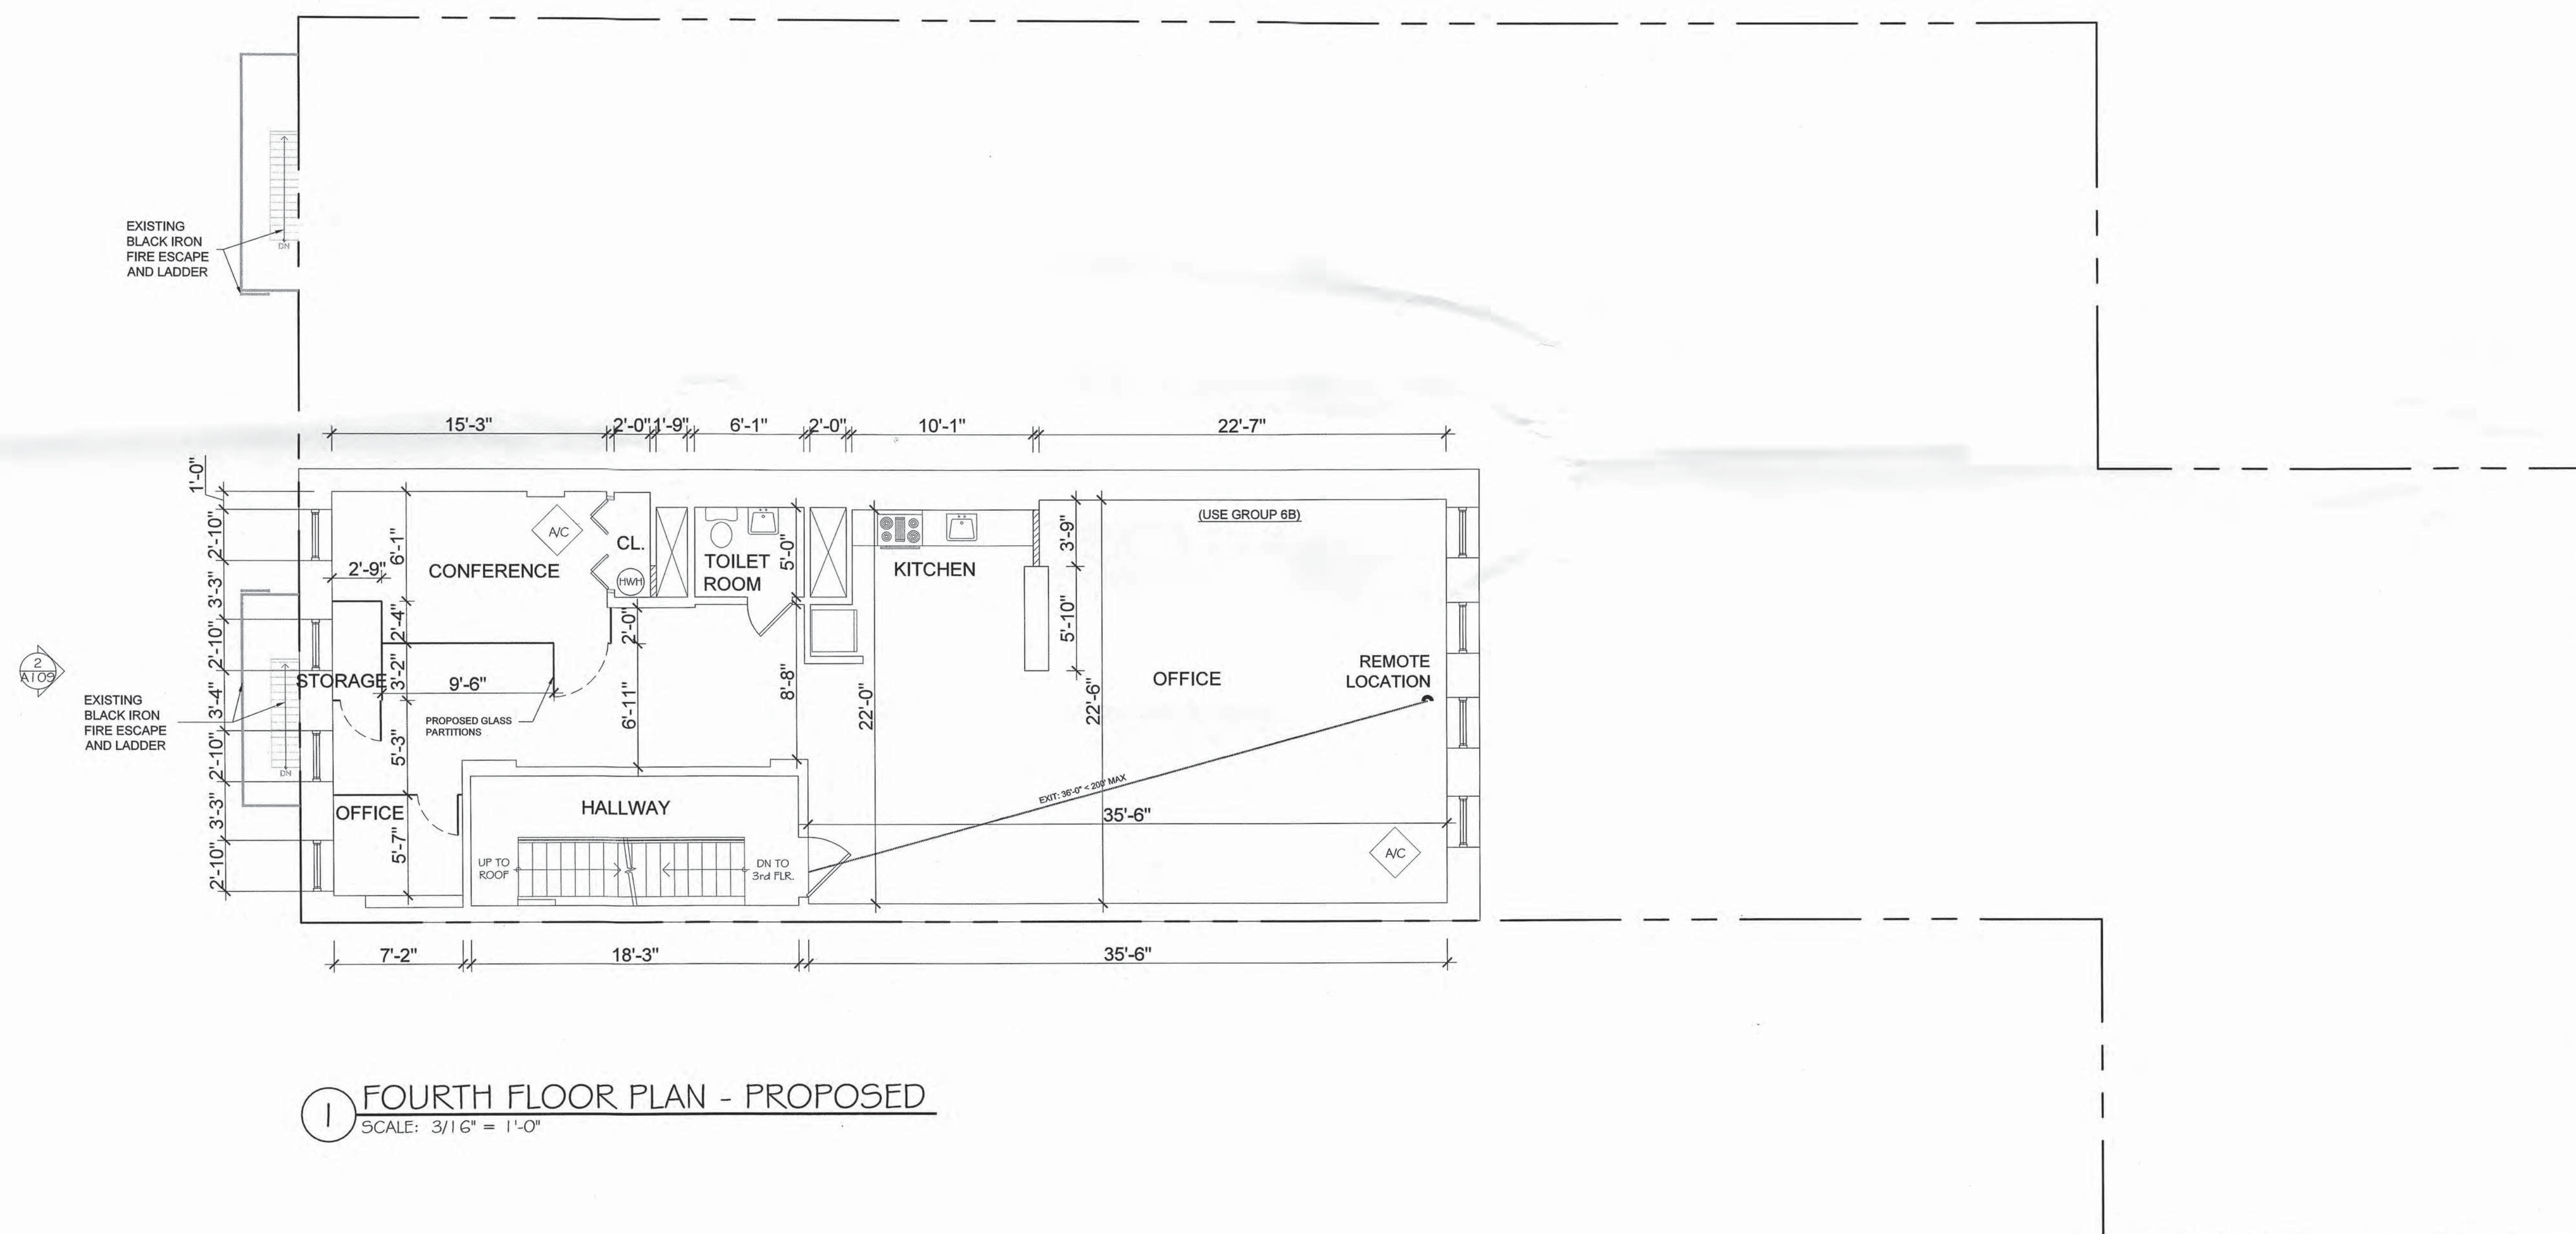 EXISTING
BLACK IRON
FIRE ESCAPE
AND LADDER
DN
15'-3"
2'-0"
1'-9"
6'-1"
2'-0"
10'-1"
22'-7"
1'-0"
2'-10"
3'-3"
2'-10"
3'-4"
2'-10"
3'-3"
2'-10"
(USE GROUP 6B)
A/C
CL.
HWH
6'-1"
2'-9"
CONFERENCE
TOILET
ROOM
5'-0"
KITCHEN
3'-9"
5'-10"
2'-4"
2'-0"
3'-2"
STORAGE
9'-6"
6'-11"
8'-8"
22'-0"
22'-6"
OFFICE
REMOTE
LOCATION
2
A109
EXISTING
BLACK IRON
FIRE ESCAPE
AND LADDER
DN
PROPOSED GLASS
PARTITIONS
5'-3"
EXIT: 36'-0" < 200' MAX
OFFICE
HALLWAY
35'-6"
5'-7"
UP TO
ROOF
DN TO
3rd FLR.
A/C
7'-2"
18'-3"
35'-6"
1
FOURTH FLOOR PLAN - PROPOSED
SCALE: 3/16" = 1'-0"